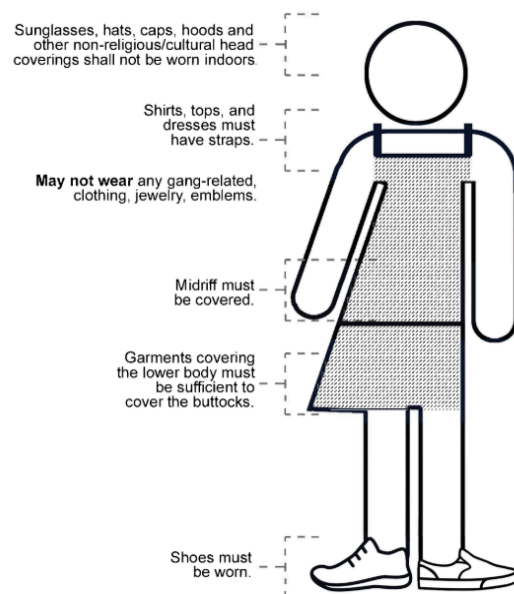 Sunglasses, hats, caps, hoods and
other non-religious/cultural head
coverings shall not be worn indoors
Shirts, tops, and
dresses must
have straps.
May not wear any gang-related,
clothing, jewelry, emblems.
Midriff must
be covered.
Garments covering
the lower body must
be sufficient to
cover the buttocks.
Shoes must
be worn.